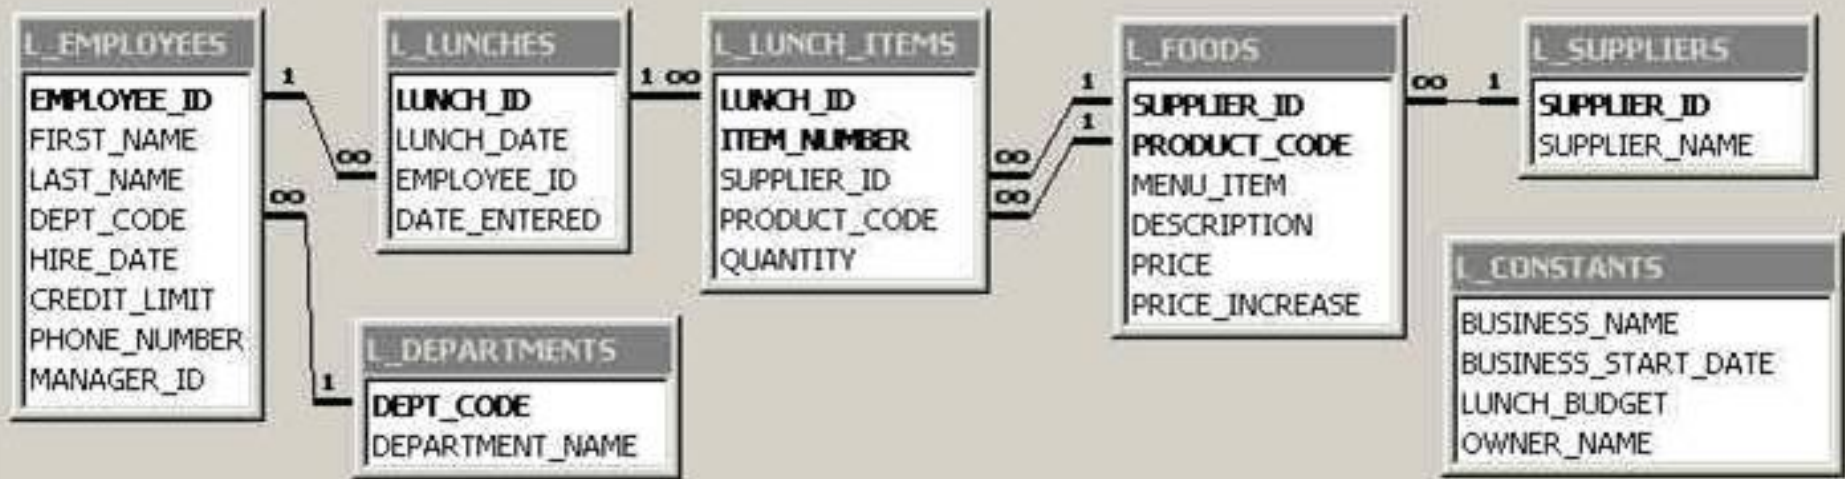 L_EMPLOYEES
EMPLOYEE_ID
FIRST_NAME
LAST_NAME
DEPT_CODE
HIRE_DATE
CREDIT_LIMIT
PHONE_NUMBER
MANAGER_ID
1
∞
∞
1
L_LUNCHES
LUNCH_ID
LUNCH_DATE
EMPLOYEE_ID
DATE_ENTERED
1 ∞
L_DEPARTMENTS
DEPT_CODE
DEPARTMENT_NAME
L_LUNCH_ITEMS
LUNCH_ID
ITEM_NUMBER
SUPPLIER_ID
PRODUCT_CODE
QUANTITY
1
1
∞
∞
L_FOODS
SUPPLIER_ID
PRODUCT_CODE
MENU_ITEM
DESCRIPTION
PRICE
PRICE_INCREASE
∞ 1
L_SUPPLIERS
SUPPLIER_ID
SUPPLIER_NAME
L_CONSTANTS
BUSINESS_NAME
BUSINESS_START_DATE
LUNCH_BUDGET
OWNER_NAME